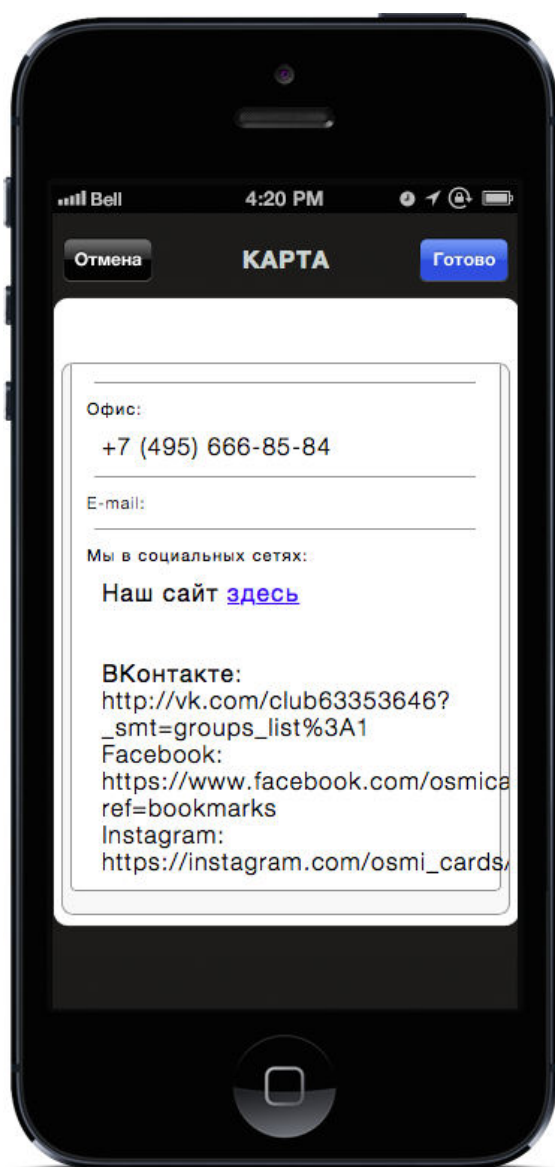 Bell 4:20 PM
Отмена КАРТА Готово
Офис:
+7 (495) 666-85-84
E-mail:
Мы в социальных сетях:
Наш сайт здесь
ВКонтакте:
http://vk.com/club63353646?
_smt=groups_list%3A1
Facebook:
https://www.facebook.com/osmica
ref=bookmarks
Instagram:
https://instagram.com/osmi_cards/